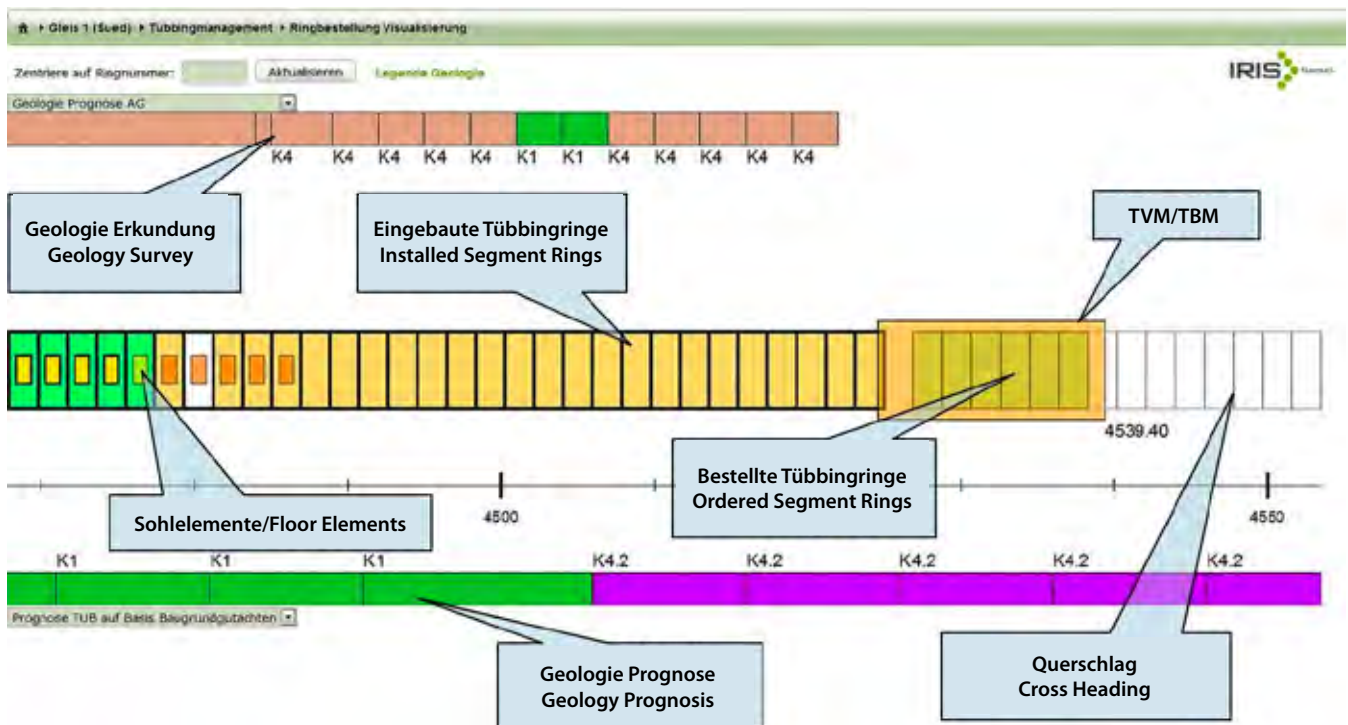 Gleis 1 (Sued) Tübbingmanagement Ringbestellung Visualisierung
Zentriere auf Ringnummer: Aktualisieren Legende Geologie
IRIS
Geologie Prognose AG
K4 K4 K4 K4 K4 K1 K1 K4 K4 K4 K4 K4
Geologie Erkundung
Geology Survey
Eingebaute Tübbingringe
Installed Segment Rings
TVM/TBM
4539.40
Bestellte Tübbingringe
Ordered Segment Rings
Sohlelemente/Floor Elements
4500 4550
K1 K1 K1 K4.2 K4.2 K4.2 K4.2 K4.2
Prognose TUB auf Basis Baugrundgutachten
Geologie Prognose
Geology Prognosis
Querschlag
Cross Heading